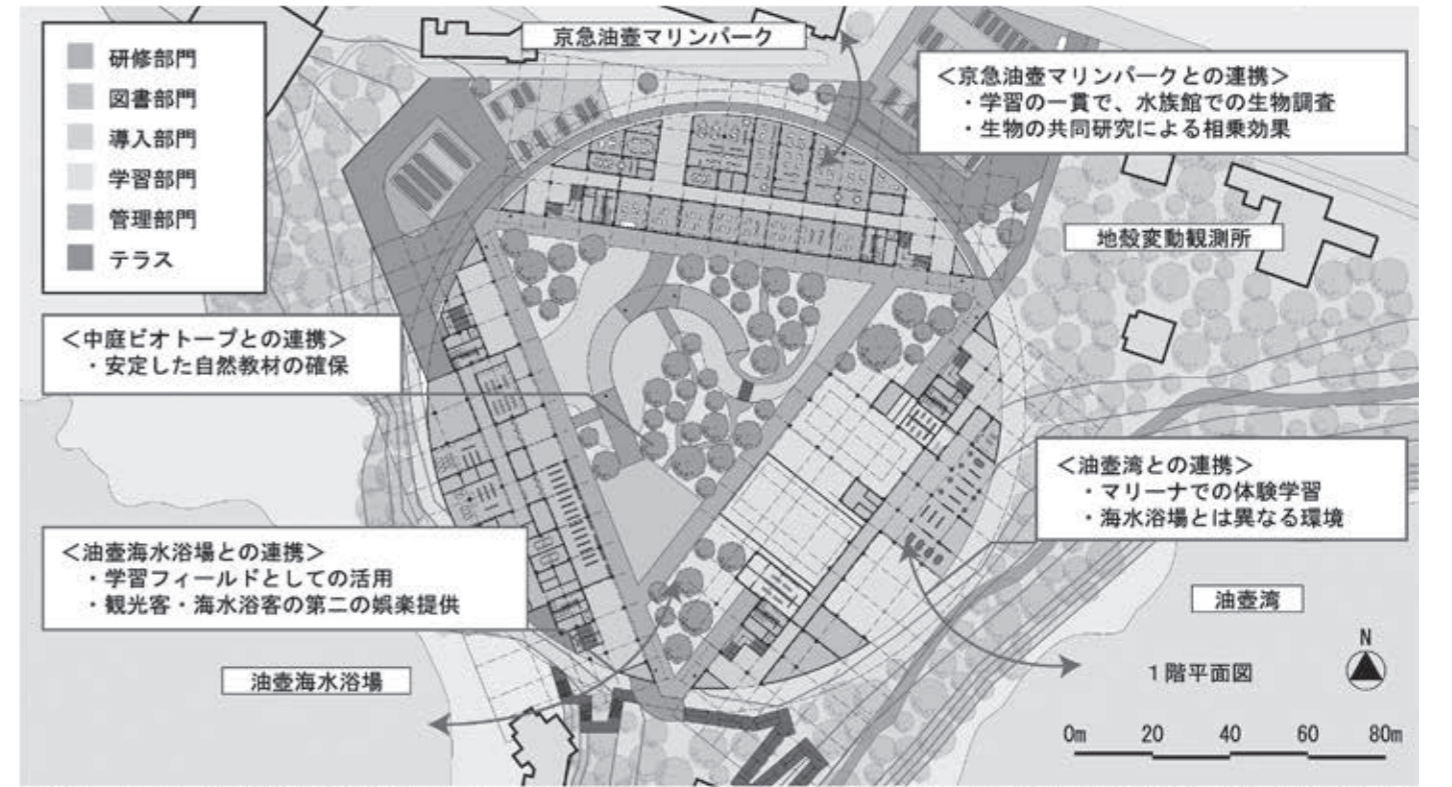 京急油壺マリンパーク
研修部門
図書部門
導入部門
学習部門
管理部門
テラス
<京急油壺マリンパークとの連携>
・学習の一貫で、水族館での生物調査
・生物の共同研究による相乗効果
地殻変動観測所
<中庭ビオトープとの連携>
・安定した自然教材の確保
<油壺湾との連携>
・マリーナでの体験学習
・海水浴場とは異なる環境
<油壺海水浴場との連携>
・学習フィールドとしての活用
・観光客・海水浴客の第二の娯楽提供
油壺湾
油壺海水浴場
1階平面図
N
0m 20 40 60 80m